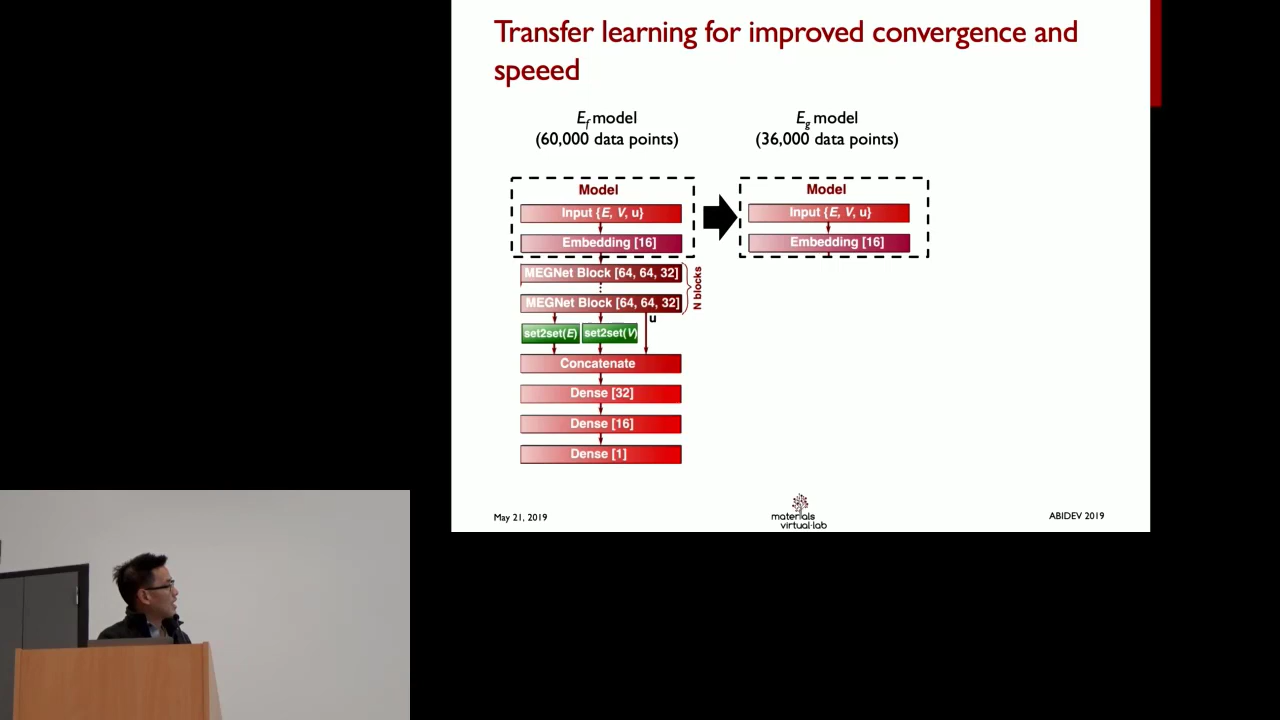 Transfer learning for improved convergence and
speeed
Ef model
(60,000 data points)
Eg model
(36,000 data points)
Model
Input {E, V, u}
Embedding [16]
MEGNet Block [64, 64, 32]
MEGNet Block [64, 64, 32]
N blocks
u
set2set(E)
set2set(V)
Concatenate
Dense [32]
Dense [16]
Dense [1]
Model
Input {E, V, u}
Embedding [16]
May 21, 2019
materials
virtual·lab
ABIDEV 2019